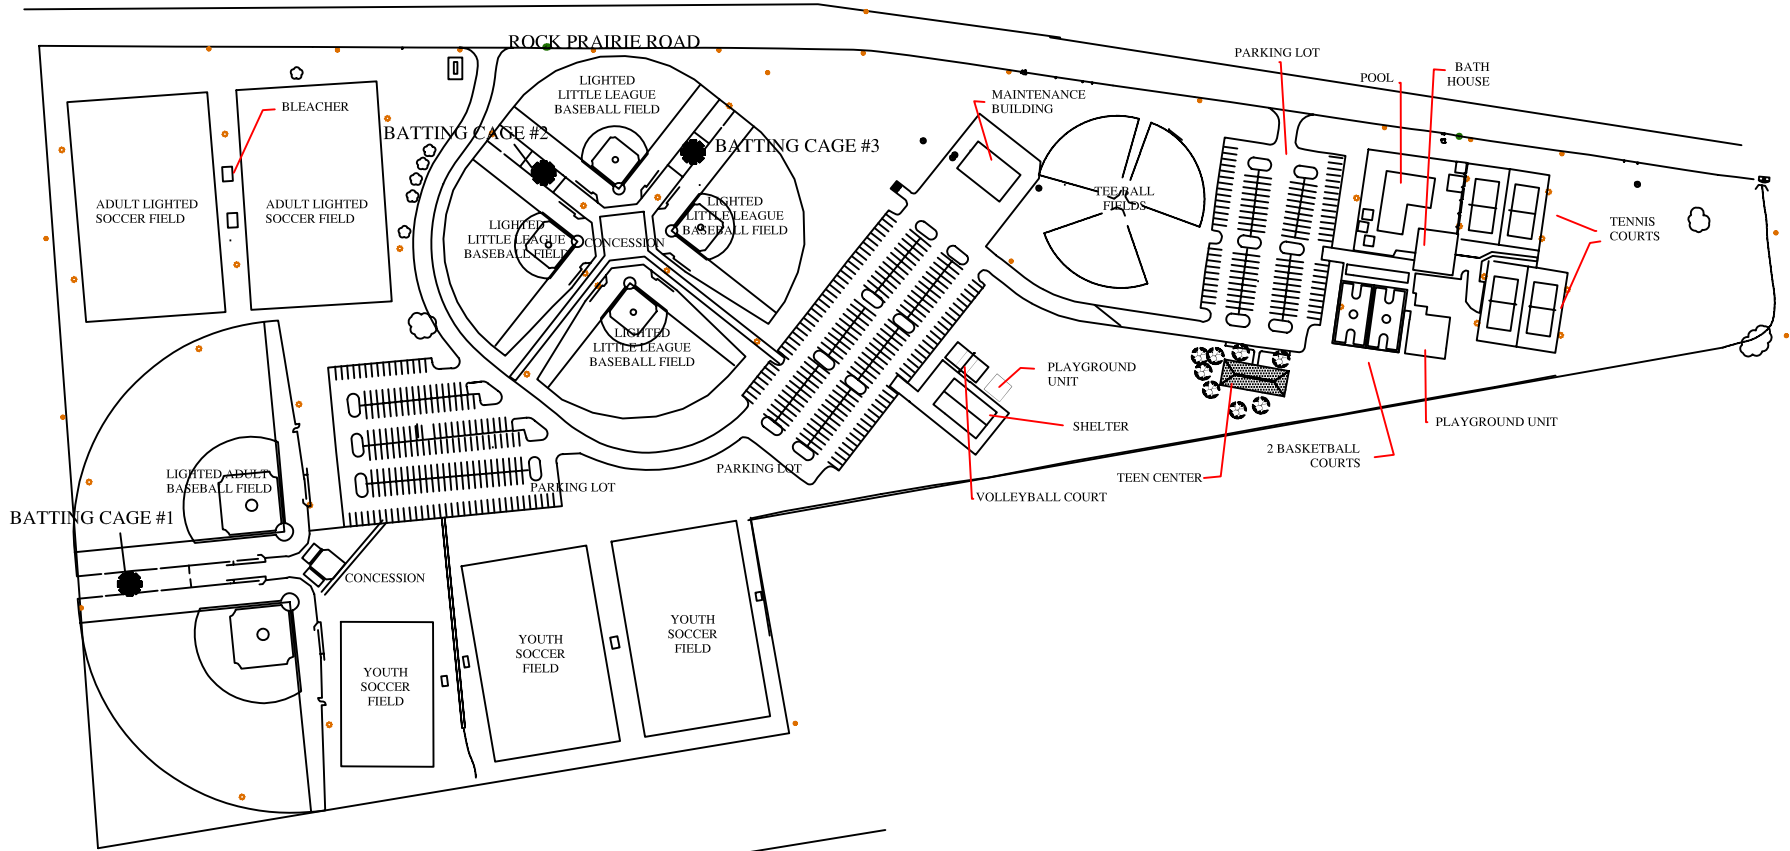 ROCK PRAIRIE ROAD
PARKING LOT
BATH
HOUSE
POOL
LIGHTED
LITTLE LEAGUE
BASEBALL FIELD
MAINTENANCE
BUILDING
BLEACHER
BATTING CAGE #2
BATTING CAGE #3
ADULT LIGHTED
SOCCER FIELD
ADULT LIGHTED
SOCCER FIELD
LIGHTED
LITTLE LEAGUE
BASEBALL FIELD
CONCESSION
LIGHTED
LITTLE LEAGUE
BASEBALL FIELD
TEE BALL
FIELDS
TENNIS
COURTS
LIGHTED
LITTLE LEAGUE
BASEBALL FIELD
PLAYGROUND
UNIT
SHELTER
PLAYGROUND UNIT
2 BASKETBALL
COURTS
TEEN CENTER
VOLLEYBALL COURT
PARKING LOT
PARKING LOT
LIGHTED ADULT
BASEBALL FIELD
BATTING CAGE #1
CONCESSION
YOUTH
SOCCER
FIELD
YOUTH
SOCCER
FIELD
YOUTH
SOCCER
FIELD